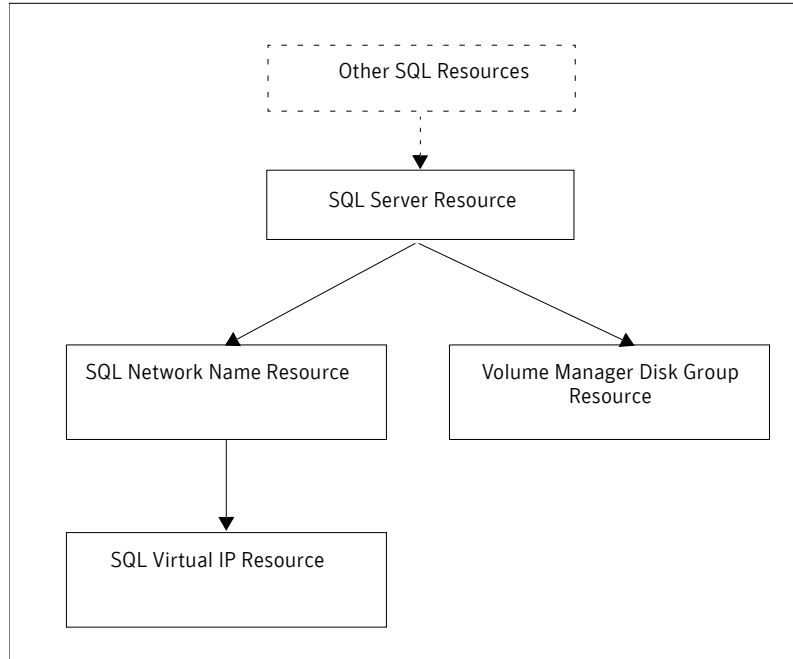 Other SQL Resources
SQL Server Resource
SQL Network Name Resource
Volume Manager Disk Group
Resource
SQL Virtual IP Resource